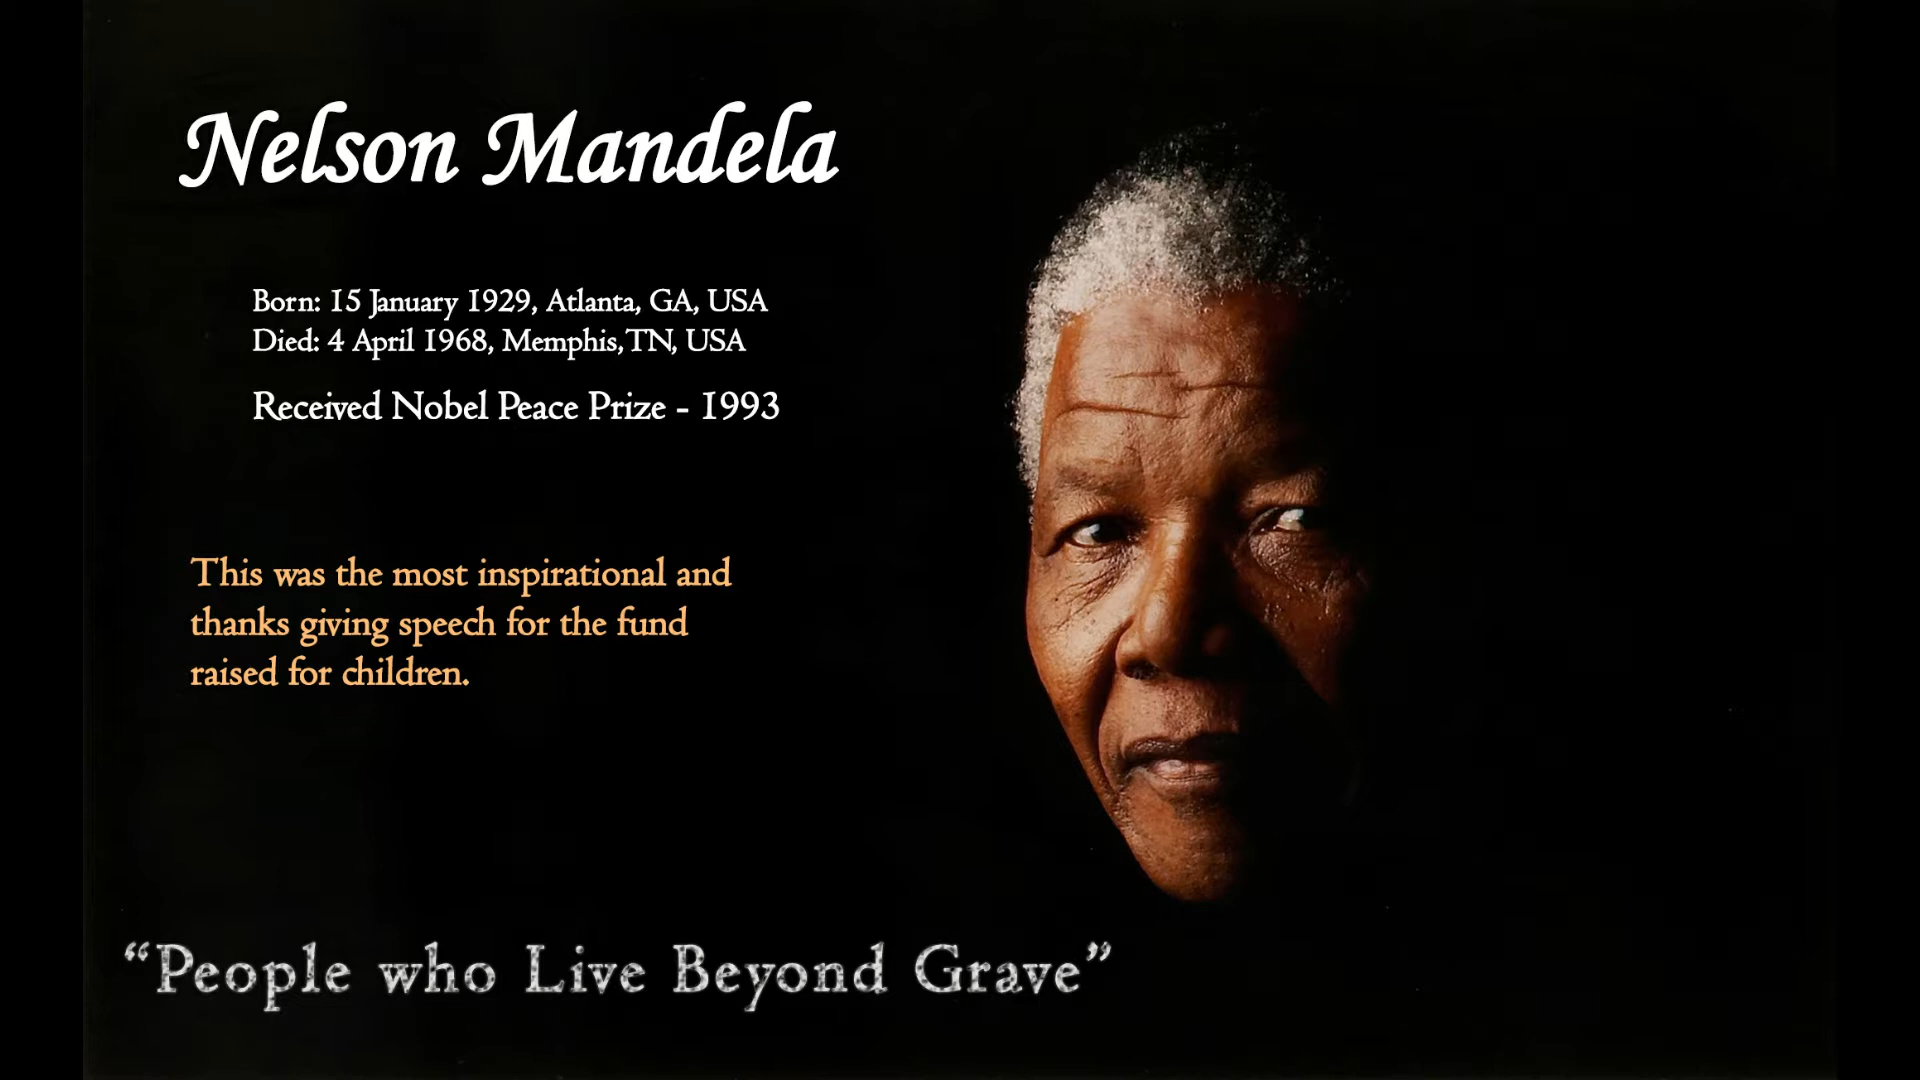 Nelson Mandela
Born: 15 January 1929, Atlanta, GA, USA
Died: 4 April 1968, Memphis,TN, USA
Received Nobel Peace Prize - 1993
This was the most inspirational and
thanks giving speech for the fund
raised for children.
“People who Live Beyond Grave”